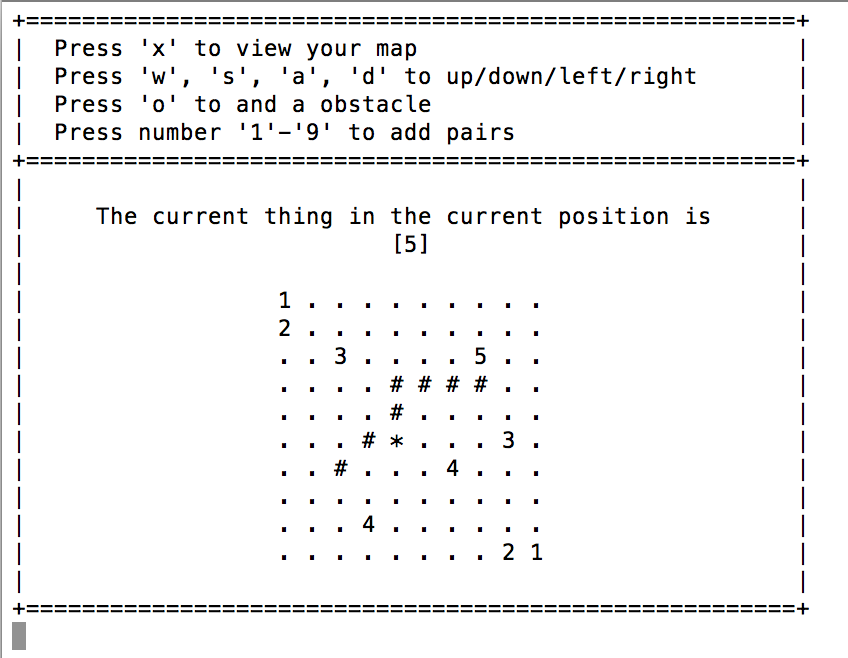 +=======================================================+
|  Press 'x' to view your map                           |
|  Press 'w', 's', 'a', 'd' to up/down/left/right       |
|  Press 'o' to and a obstacle                          |
|  Press number '1'-'9' to add pairs                    |
+=======================================================+
|                                                       |
|     The current thing in the current position is      |
|                          [5]                          |
|                                                       |
|                  1 . . . . . . . . .                  |
|                  2 . . . . . . . . .                  |
|                  . . 3 . . . . 5 . .                  |
|                  . . . . # # # # . .                  |
|                  . . . . # . . . . .                  |
|                  . . . # * . . . 3 .                  |
|                  . . # . . . 4 . . .                  |
|                  . . . . . . . . . .                  |
|                  . . . 4 . . . . . .                  |
|                  . . . . . . . . 2 1                  |
|                                                       |
+=======================================================+